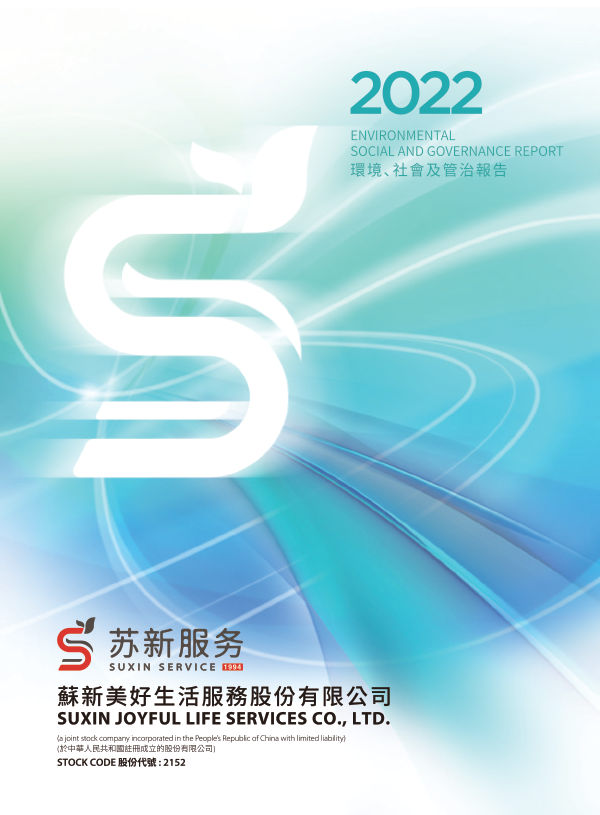 2022
ENVIRONMENTAL
SOCIAL AND GOVERNANCE REPORT
環境、社會及管治報告
苏新服务
SUXIN SERVICE 1994
蘇新美好生活服務股份有限公司
SUXIN JOYFUL LIFE SERVICES CO., LTD.
(a joint stock company incorporated in the People's Republic of China with limited liability)
(於中華人民共和國註冊成立的股份有限公司)
STOCK CODE 股份代號 : 2152